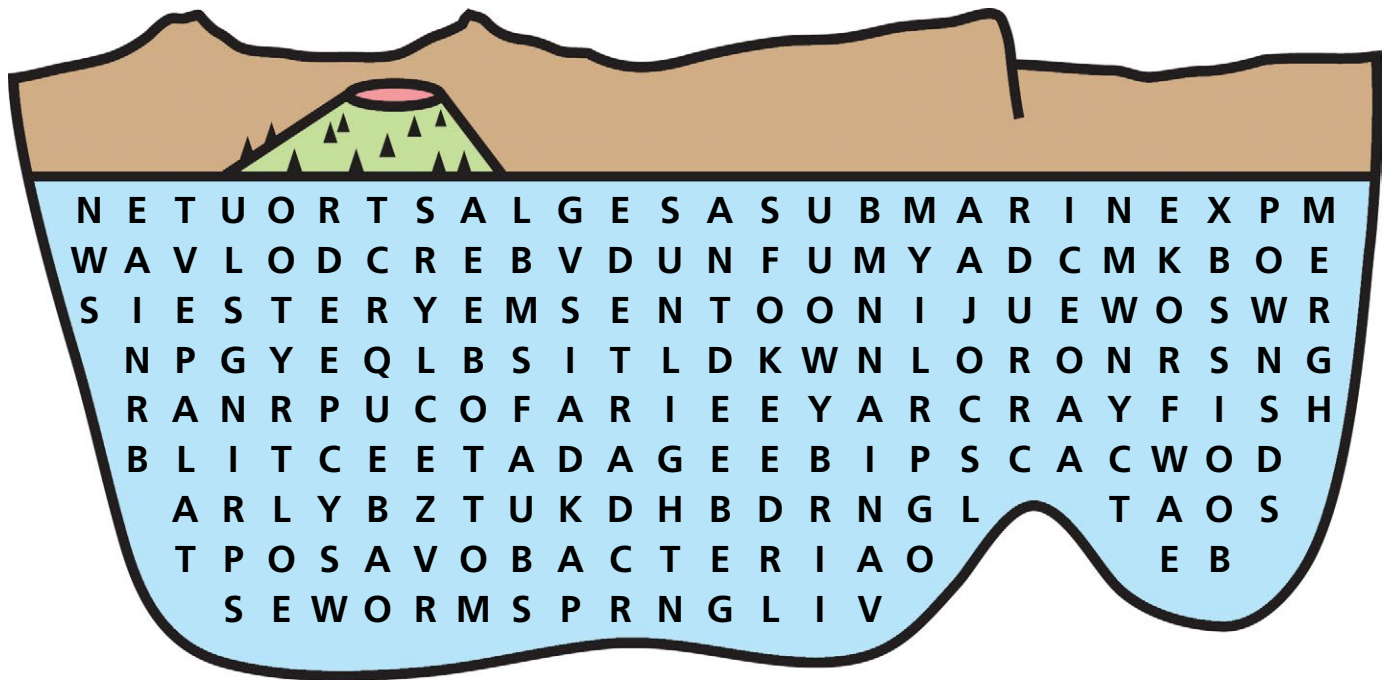 N E T U O R T S A L G E S A S U B M A R I N E X P M
W A V L O D C R E B V D U N F U M Y A D C M K B O E
S I E S T E R Y E M S E N T O O N I J U E W O S W R
N P G Y E Q L B S I T L D K W N L O R O N R S N G
R A N R P U C O F A R I E E Y A R C R A Y F I S H
B L I T C E E T A D A G E E B I P S C A C W O D
A R L Y B Z T U K D H B D R N G L T A O S
T P O S A V O B A C T E R I A O E B
S E W O R M S P R N G L I V